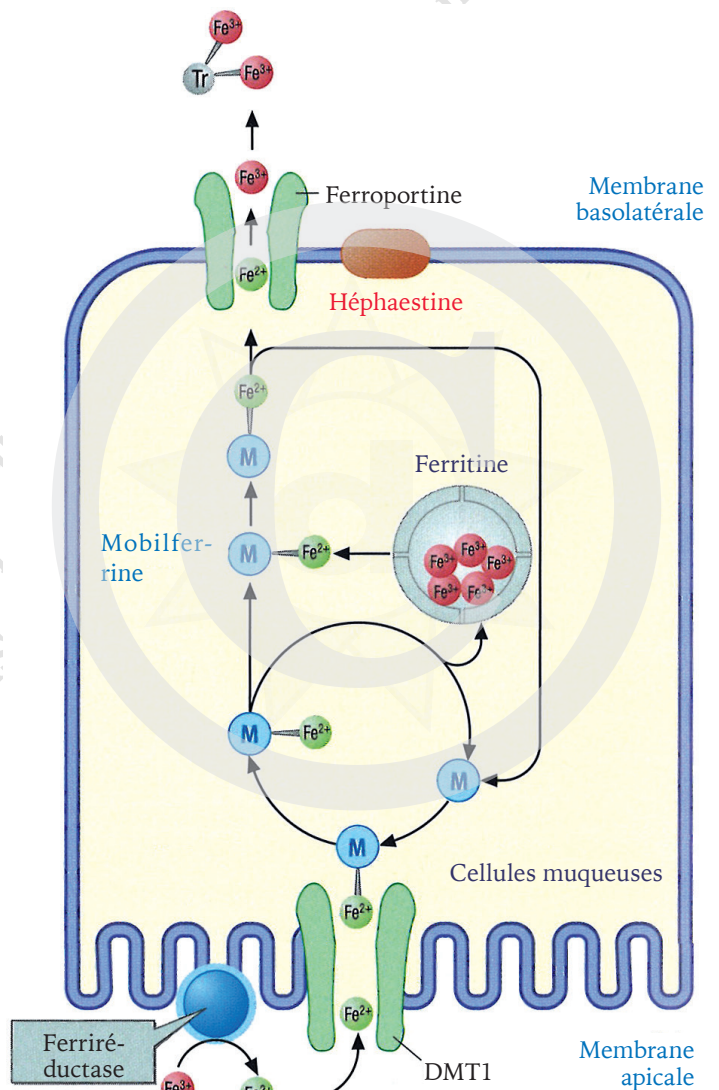 Fe³⁺
Tr
Fe³⁺
Fe³⁺
Ferroportine
Membrane
basolatérale
Fe²⁺
Héphaestine
Fe²⁺
M
Ferritine
Mobilfer-
rine
M
Fe²⁺
Fe³⁺
Fe³⁺
Fe³⁺
Fe³⁺
Fe³⁺
M
Fe²⁺
M
M
Cellules muqueuses
Fe²⁺
Fe²⁺
Ferriré-
ductase
DMT1
Membrane
apicale
Fe³⁺